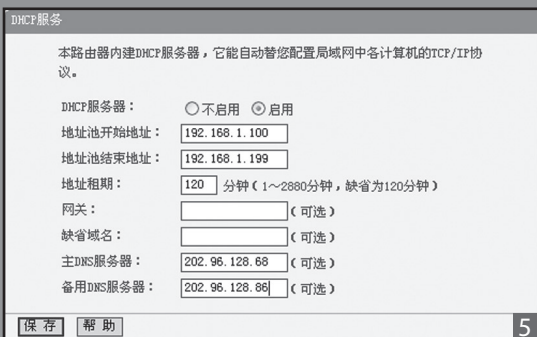 DHCP服务
本路由器内建DHCP服务器，它能自动替您配置局域网中各计算机的TCP/IP协
议。
DHCP服务器： 不启用 启用
地址池开始地址： 192.168.1.100
地址池结束地址： 192.168.1.199
地址租期： 120 分钟（1～2880分钟，缺省为120分钟）
网关： （可选）
缺省域名： （可选）
主DNS服务器： 202.96.128.68 （可选）
备用DNS服务器： 202.96.128.86 （可选）
保存 帮助
5